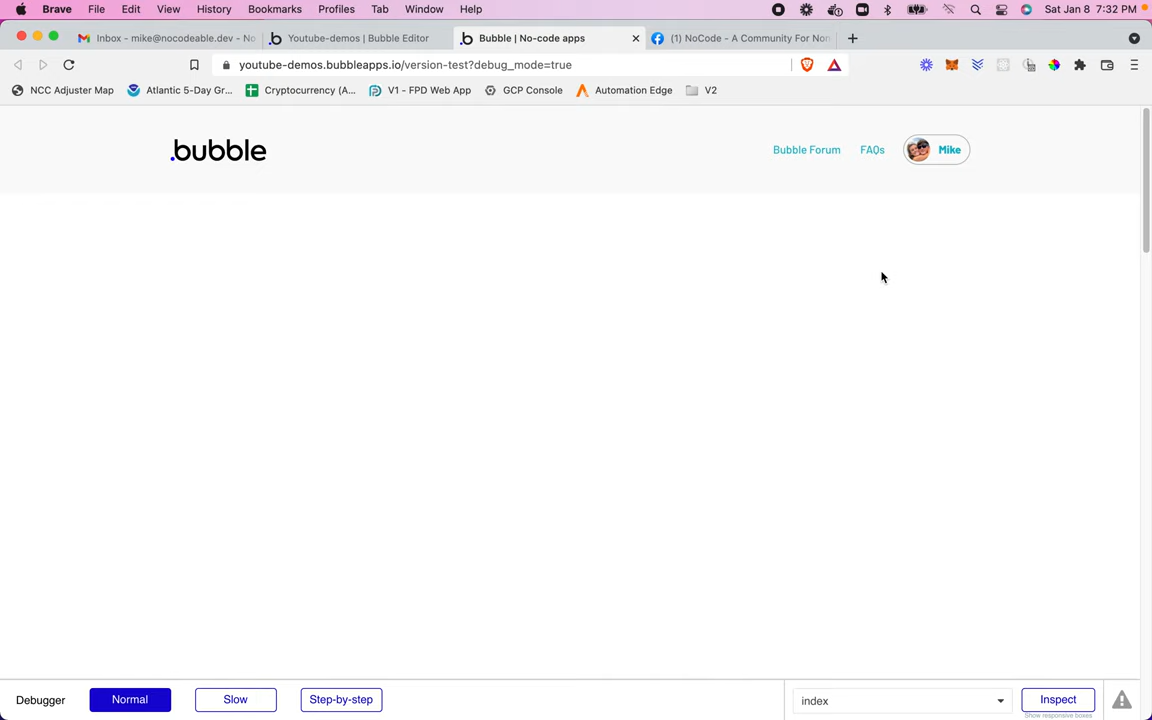 Brave File Edit View History Bookmarks Profiles Tab Window Help Sat Jan 8 7:32 PM
Inbox - mike@nocodeable.dev - No Youtube-demos | Bubble Editor Bubble | No-code apps (1) NoCode - A Community For Non
youtube-demos.bubbleapps.io/version-test?debug_mode=true
NCC Adjuster Map Atlantic 5-Day Gr... Cryptocurrency (A... V1 - FPD Web App GCP Console Automation Edge V2
.bubble Bubble Forum FAQs Mike
Debugger Normal Slow Step-by-step index Inspect
Show responsive boxes